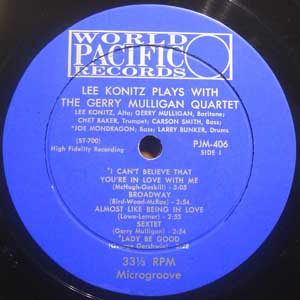 WORLD
PACIFIC
RECORDS
LEE KONITZ PLAYS WITH
THE GERRY MULLIGAN QUARTET
LEE KONITZ, Alto; GERRY MULLIGAN, Baritone;
CHET BAKER, Trumpet; CARSON SMITH, Bass;
*JOE MONDRAGON, Bass; LARRY BUNKER, Drums
(ST-700)
High Fidelity Recording
PJM-406
SIDE 1
*I CAN'T BELIEVE THAT
YOU'RE IN LOVE WITH ME
(McHugh-Gaskill) - 3:05
BROADWAY
(Bird-Wood-McRae) - 2:54
ALMOST LIKE BEING IN LOVE
(Lowe-Lerner) - 2:55
SEXTET
(Gerry Mulligan) - 2:54
*LADY BE GOOD
(George Gershwin)
33⅓ RPM
Microgroove